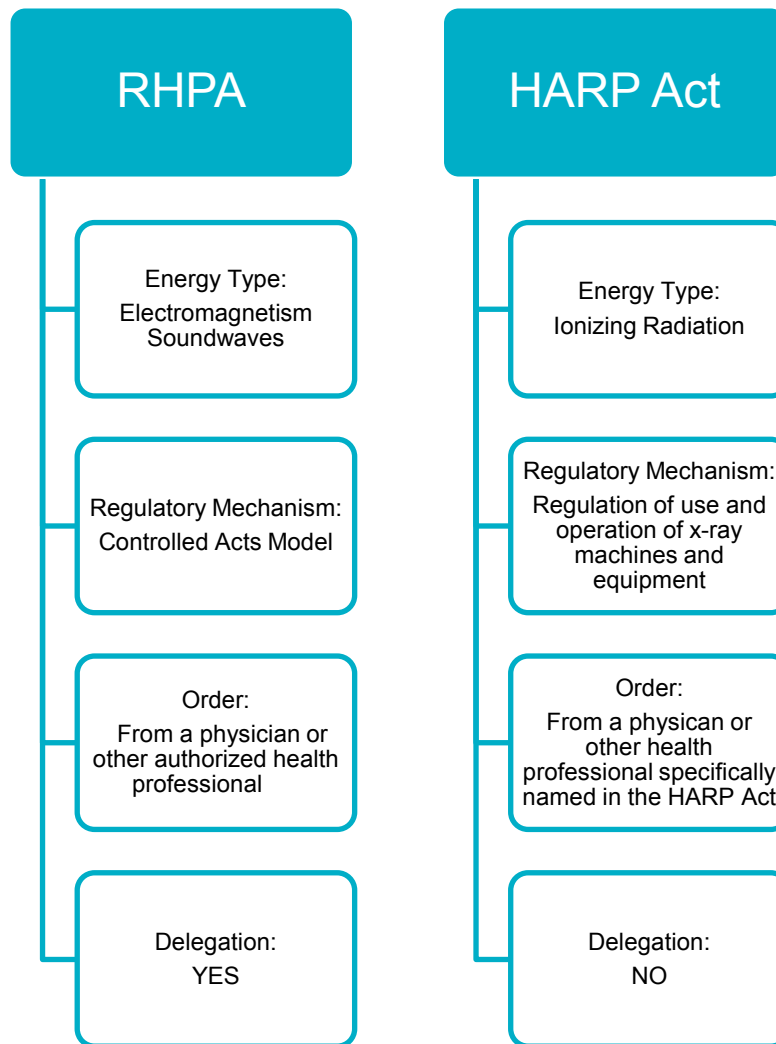 RHPA
Energy Type:
Electromagnetism
Soundwaves
Regulatory Mechanism:
Controlled Acts Model
Order:
From a physician or
other authorized health
professional
Delegation:
YES
HARP Act
Energy Type:
Ionizing Radiation
Regulatory Mechanism:
Regulation of use and
operation of x-ray
machines and
equipment
Order:
From a physican or
other health
professional specifically
named in the HARP Act
Delegation:
NO